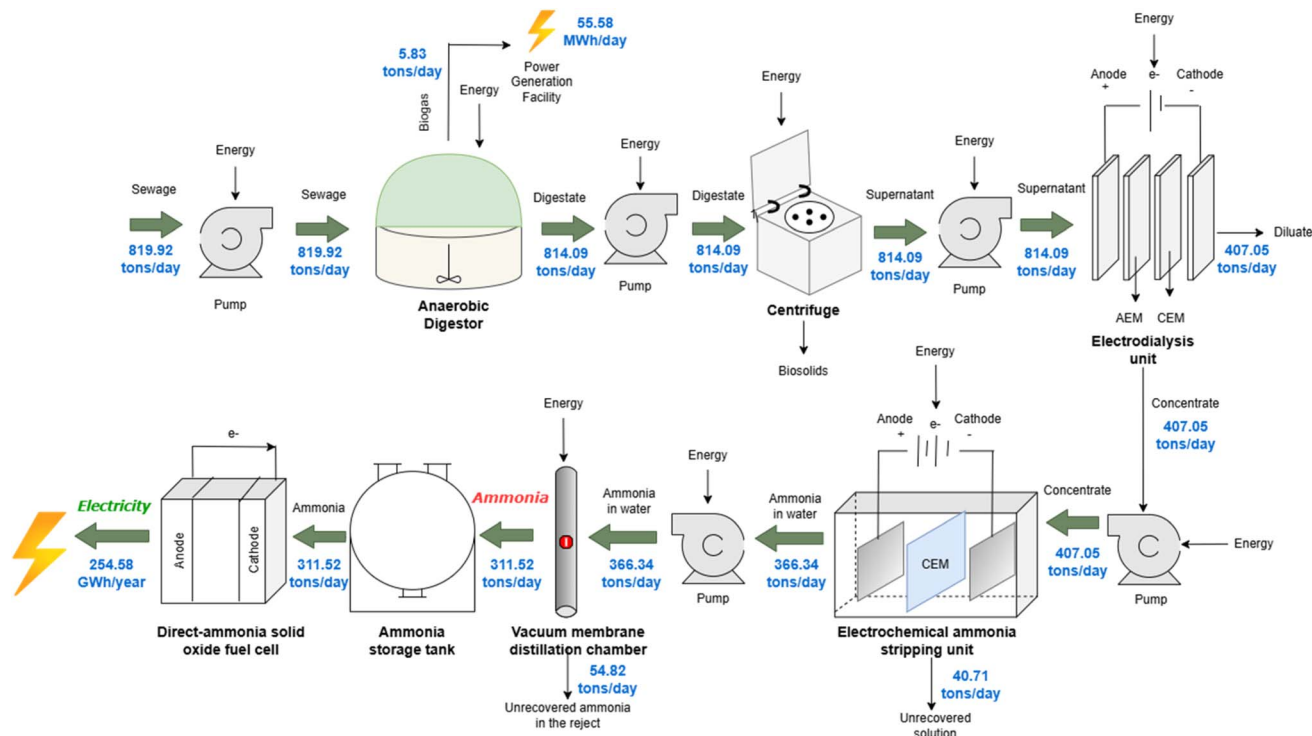 55.58
MWh/day
5.83
tons/day
Power
Generation
Facility
Biogas
Energy
Energy
Sewage
819.92
tons/day
Pump
Sewage
819.92
tons/day
Anaerobic
Digestor
Digestate
814.09
tons/day
Energy
Pump
Digestate
814.09
tons/day
Energy
Centrifuge
Biosolids
Supernatant
814.09
tons/day
Energy
Pump
Supernatant
814.09
tons/day
Energy
Anode
+
e-
Cathode
-
Diluate
407.05
tons/day
AEM
CEM
Electrodialysis
unit
Concentrate
407.05
tons/day
Energy
Pump
Concentrate
407.05
tons/day
Energy
Anode
+
e-
Cathode
-
CEM
Electrochemical ammonia
stripping unit
40.71
tons/day
Unrecovered
solution
Ammonia
in water
366.34
tons/day
Energy
Pump
Ammonia
in water
366.34
tons/day
Energy
Vacuum membrane
distillation chamber
54.82
tons/day
Unrecovered ammonia
in the reject
Ammonia
311.52
tons/day
Ammonia
storage tank
Ammonia
311.52
tons/day
e-
Anode
Cathode
Direct-ammonia solid
oxide fuel cell
Electricity
254.58
GWh/year